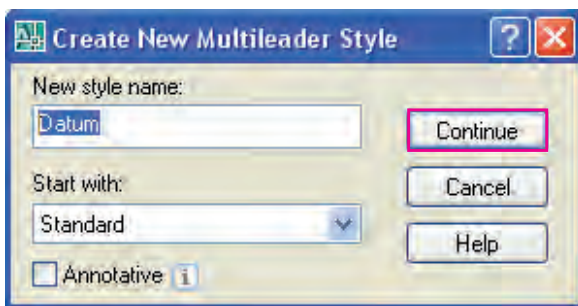 Create New Multileader Style
New style name:
Datum
Continue
Start with:
Cancel
Standard
Help
Annotative